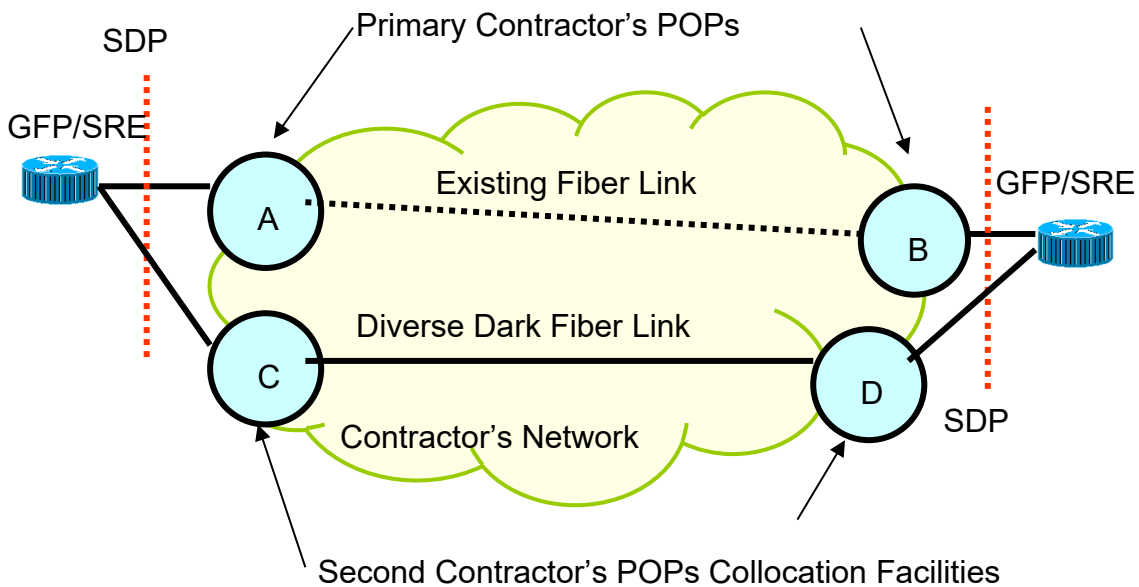 Primary Contractor's POPs
SDP
GFP/SRE
Existing Fiber Link
GFP/SRE
A
B
Diverse Dark Fiber Link
C
D
Contractor's Network
SDP
Second Contractor's POPs Collocation Facilities